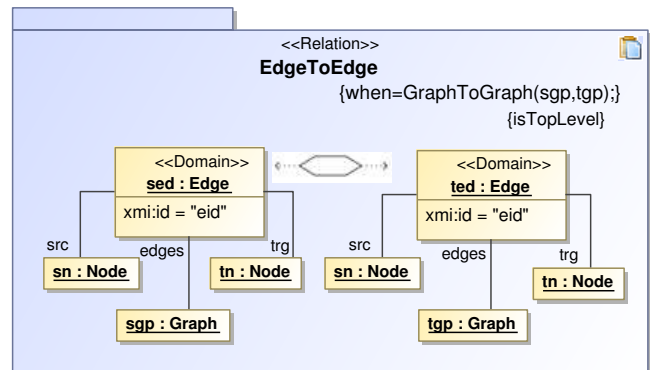 <<Relation>>
EdgeToEdge
{when=GraphToGraph(sgp,tgp);}
{isTopLevel}
<<Domain>>
sed : Edge
xmi:id = "eid"
src
edges
trg
sn : Node
tn : Node
sgp : Graph
<<Domain>>
ted : Edge
xmi:id = "eid"
src
edges
trg
sn : Node
tn : Node
tgp : Graph